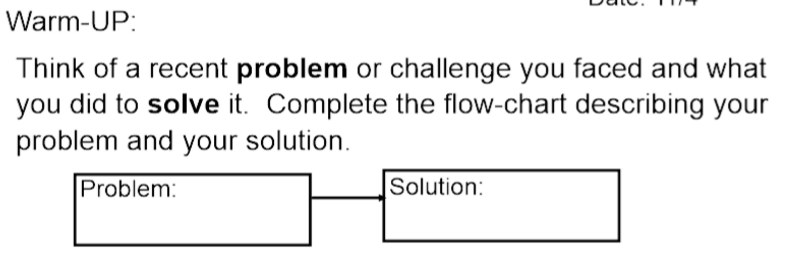 Warm-UP:
Think of a recent problem or challenge you faced and what
you did to solve it. Complete the flow-chart describing your
problem and your solution.
Problem:
Solution: